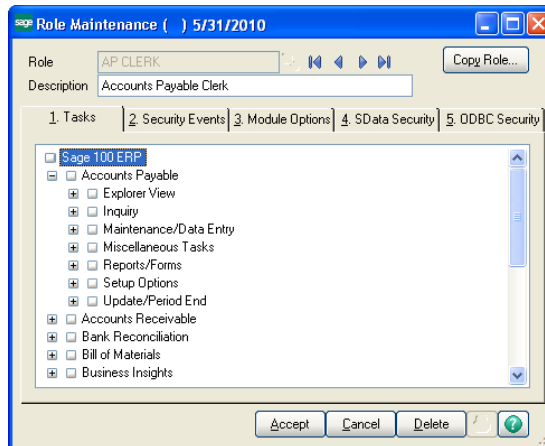 sage Role Maintenance ( ) 5/31/2010
Role AP CLERK Copy Role...
Description Accounts Payable Clerk
1. Tasks 2. Security Events 3. Module Options 4. SData Security 5. ODBC Security
Sage 100 ERP
Accounts Payable
Explorer View
Inquiry
Maintenance/Data Entry
Miscellaneous Tasks
Reports/Forms
Setup Options
Update/Period End
Accounts Receivable
Bank Reconciliation
Bill of Materials
Business Insights
Accept Cancel Delete